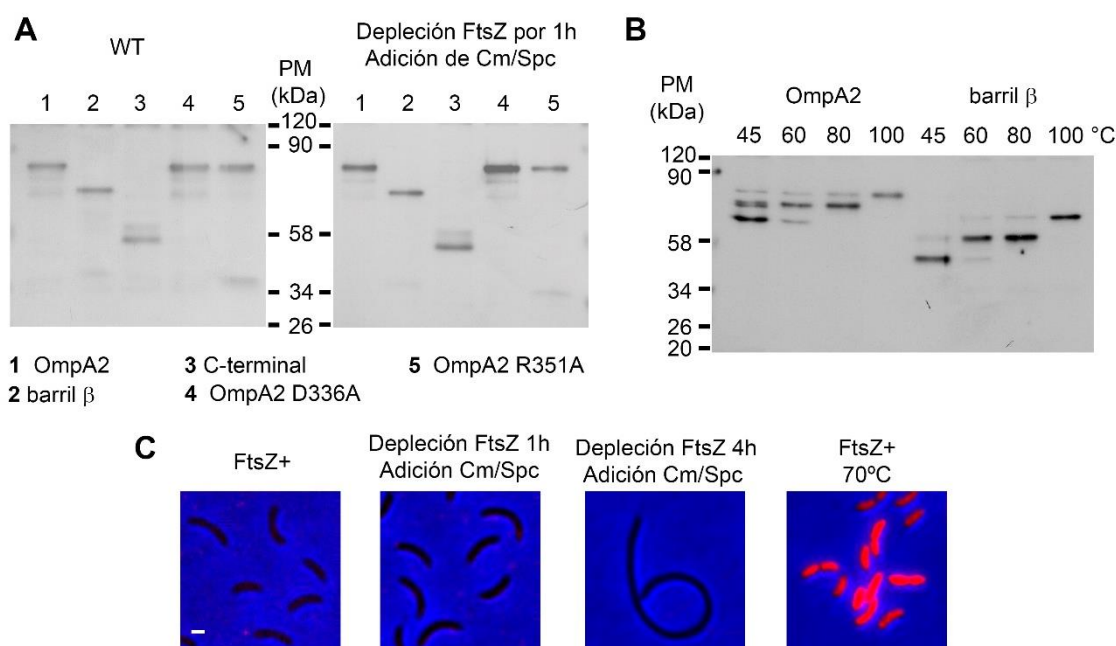 A
WT
Depleción FtsZ por 1h
Adición de Cm/Spc
PM
(kDa)
1 2 3 4 5
1 2 3 4 5
120
90
58
34
26
1 OmpA2
3 C-terminal
5 OmpA2 R351A
2 barril β
4 OmpA2 D336A
B
PM
(kDa)
OmpA2
barril β
45 60 80 100 45 60 80 100 °C
120
90
58
34
26
20
C
FtsZ+
Depleción FtsZ 1h
Adición Cm/Spc
Depleción FtsZ 4h
Adición Cm/Spc
FtsZ+
70ºC